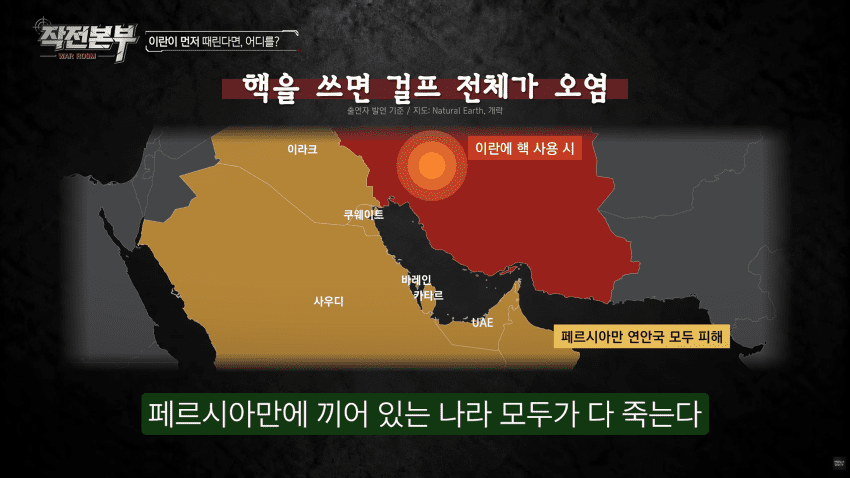 작전본부
WAR ROOM
이란이 먼저 때린다면, 어디를?
핵을 쓰면 걸프 전체가 오염
출연자 발언 기준 / 지도: Natural Earth, 개략
이라크
이란에 핵 사용 시
쿠웨이트
바레인
카타르
사우디
UAE
페르시아만 연안국 모두 피해
페르시아만에 끼어 있는 나라 모두가 다 죽는다